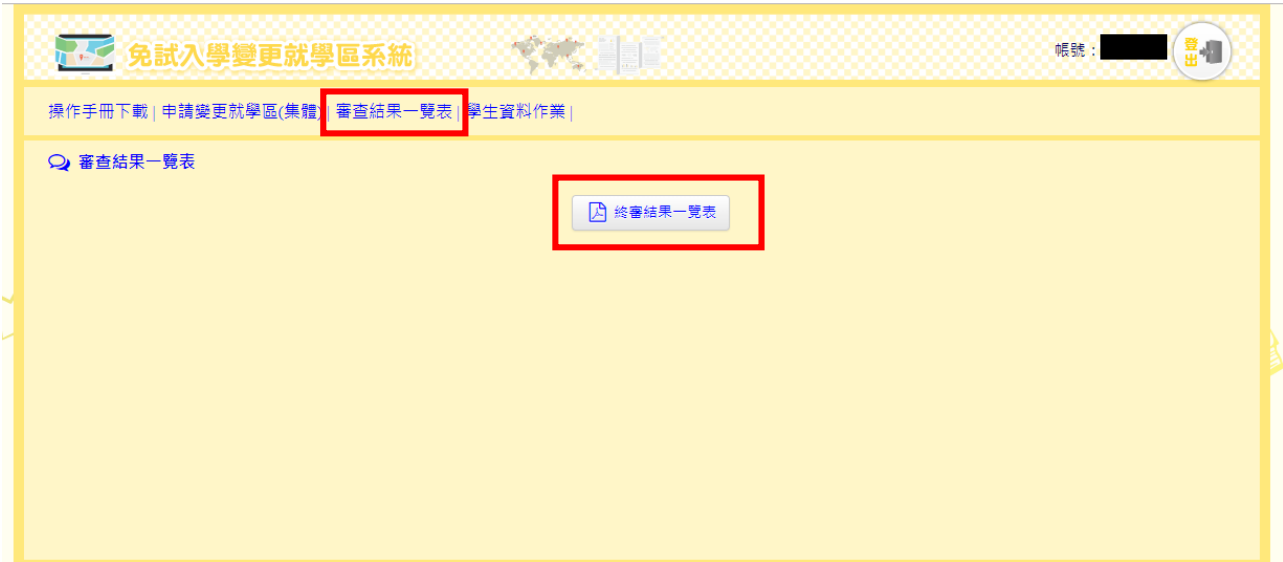 免試入學變更就學區系統
帳號：
登出
操作手冊下載 | 申請變更就學區(集體) | 審查結果一覽表 | 學生資料作業 |
審查結果一覽表
終審結果一覽表